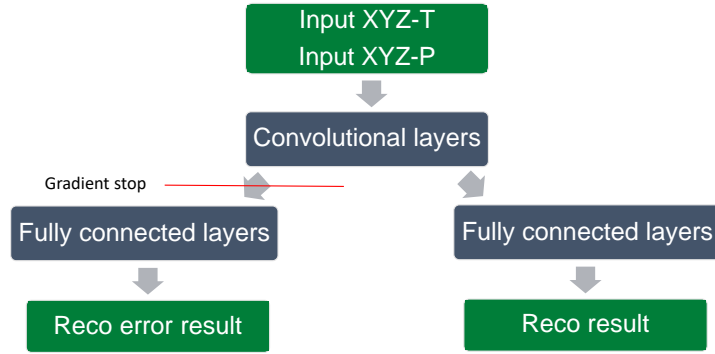 Input XYZ-T
Input XYZ-P
Convolutional layers
Gradient stop
Fully connected layers
Fully connected layers
Reco error result
Reco result